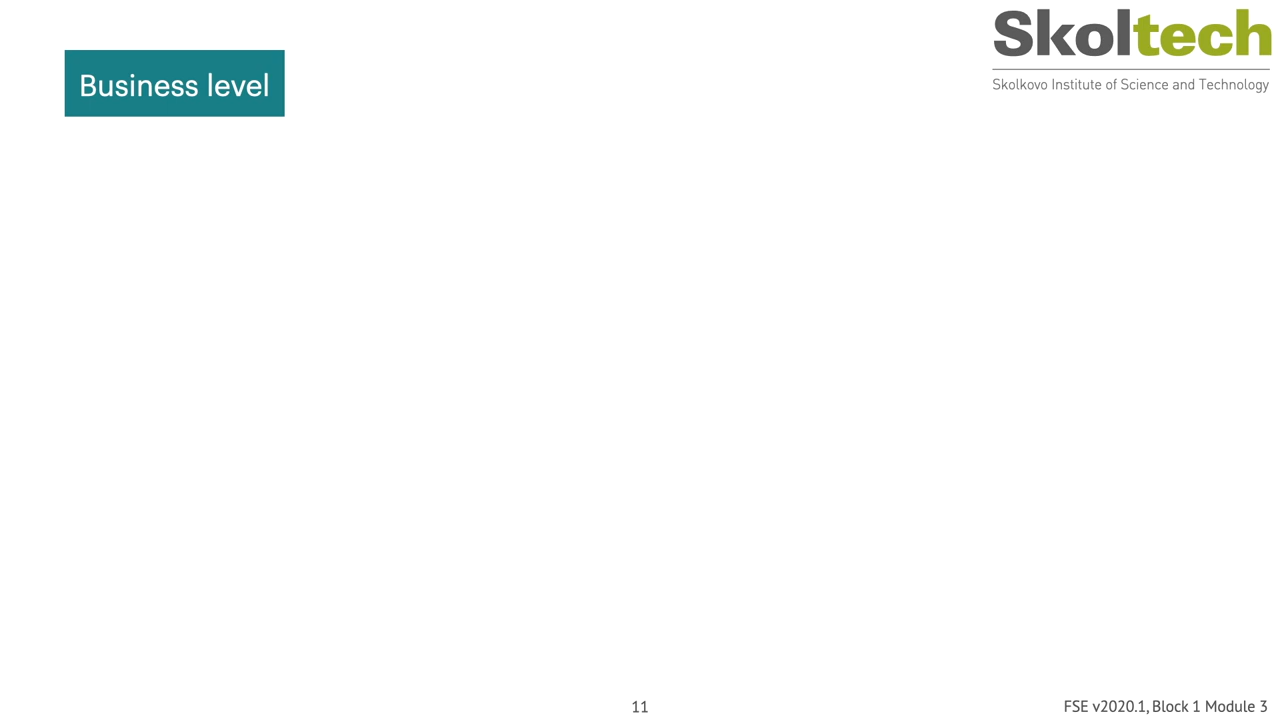 Business level
Skoltech
Skolkovo Institute of Science and Technology
11
FSE v2020.1, Block 1 Module 3